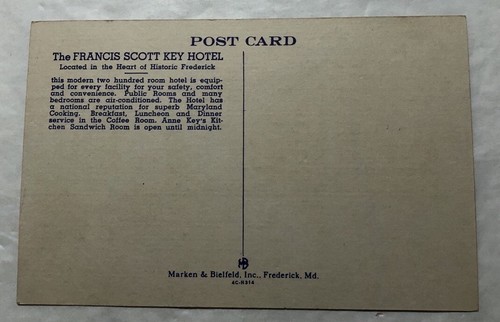 POST CARD
The FRANCIS SCOTT KEY HOTEL
Located in the Heart of Historic Frederick
this modern two hundred room hotel is equip-
ped for every facility for your safety, comfort
and convenience. Public Rooms and many
bedrooms are air-conditioned. The Hotel has
a national reputation for superb Maryland
Cooking. Breakfast, Luncheon and Dinner
service in the Coffee Room. Anne Key's Kit-
chen Sandwich Room is open until midnight.
Marken & Bielfeld, Inc., Frederick, Md.
4C-H314